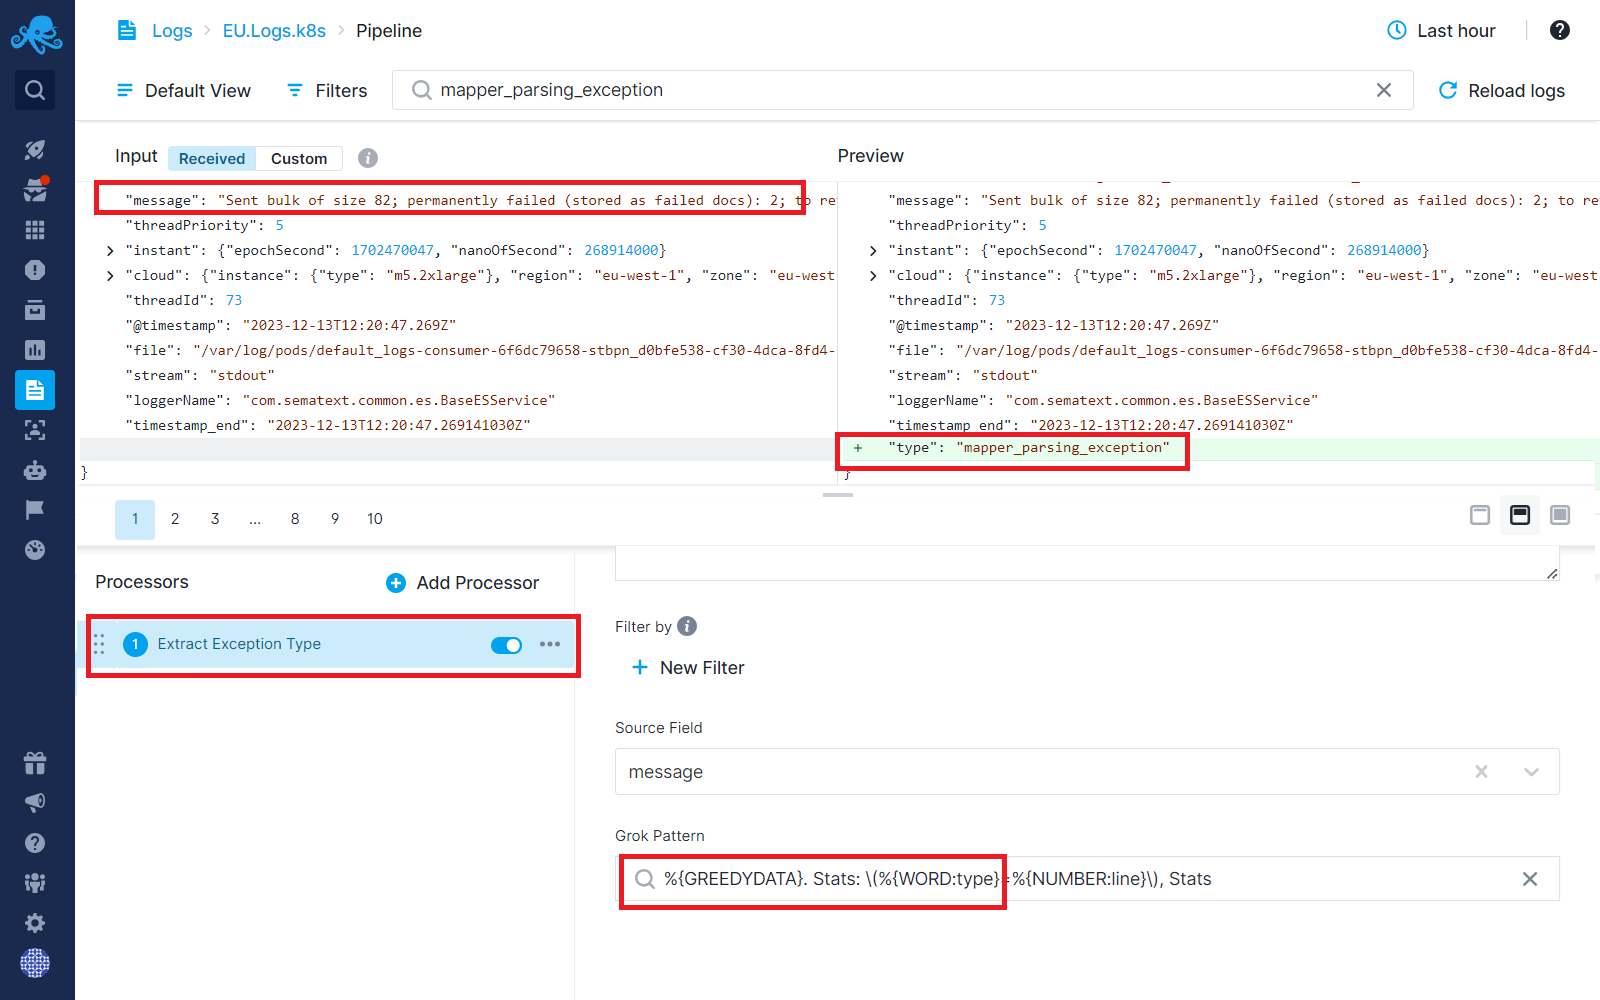 Logs > EU.Logs.k8s > Pipeline
Last hour
Default View
Filters
mapper_parsing_exception
Reload logs
Input
Received
Custom
Preview
"message": "Sent bulk of size 82; permanently failed (stored as failed docs): 2; to re
"threadPriority": 5
"instant": {"epochSecond": 1702470047, "nanoOfSecond": 268914000}
"cloud": {"instance": {"type": "m5.2xlarge"}, "region": "eu-west-1", "zone": "eu-west
"threadId": 73
"@timestamp": "2023-12-13T12:20:47.269Z"
"file": "/var/log/pods/default_logs-consumer-6f6dc79658-stbpn_d0bfe538-cf30-4dca-8fd4-
"stream": "stdout"
"loggerName": "com.sematext.common.es.BaseESService"
"timestamp_end": "2023-12-13T12:20:47.269141030Z"
}
"message": "Sent bulk of size 82; permanently failed (stored as failed docs): 2; to re
"threadPriority": 5
"instant": {"epochSecond": 1702470047, "nanoOfSecond": 268914000}
"cloud": {"instance": {"type": "m5.2xlarge"}, "region": "eu-west-1", "zone": "eu-west
"threadId": 73
"@timestamp": "2023-12-13T12:20:47.269Z"
"file": "/var/log/pods/default_logs-consumer-6f6dc79658-stbpn_d0bfe538-cf30-4dca-8fd4-
"stream": "stdout"
"loggerName": "com.sematext.common.es.BaseESService"
"timestamp_end": "2023-12-13T12:20:47.269141030Z"
+ "type": "mapper_parsing_exception"
}
1 2 3 ... 8 9 10
Processors
Add Processor
1 Extract Exception Type
Filter by
New Filter
Source Field
message
Grok Pattern
%{GREEDYDATA}. Stats: \(%{WORD:type}=%{NUMBER:line}\), Stats